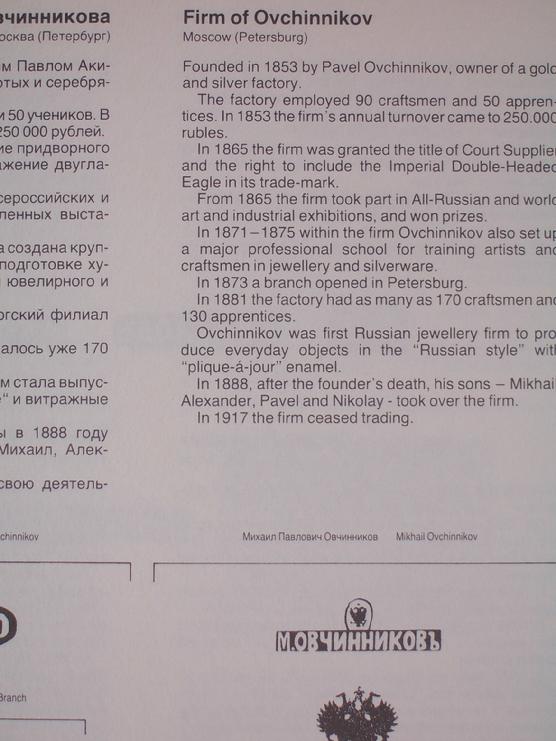 вчинникова
осква (Петербург)
м Павлом Аки-
отых и серебря-
и 50 учеников. В
250 000 рублей.
ие придворного
ажение двугла-
сероссийских и
ленных выста-
а создана круп-
подготовке ху-
ювелирного и
ргский филиал
алось уже 170
м стала выпус-
" и витражные
ы в 1888 году
Михаил, Алек-
свою деятель-
Firm of Ovchinnikov
Moscow (Petersburg)
Founded in 1853 by Pavel Ovchinnikov, owner of a gold
and silver factory.
The factory employed 90 craftsmen and 50 appren-
tices. In 1853 the firm's annual turnover came to 250.000
rubles.
In 1865 the firm was granted the title of Court Supplier
and the right to include the Imperial Double-Headed
Eagle in its trade-mark.
From 1865 the firm took part in All-Russian and world
art and industrial exhibitions, and won prizes.
In 1871–1875 within the firm Ovchinnikov also set up
a major professional school for training artists and
craftsmen in jewellery and silverware.
In 1873 a branch opened in Petersburg.
In 1881 the factory had as many as 170 craftsmen and
130 apprentices.
Ovchinnikov was first Russian jewellery firm to pro-
duce everyday objects in the "Russian style" with
"plique-á-jour" enamel.
In 1888, after the founder's death, his sons – Mikhail
Alexander, Pavel and Nikolay - took over the firm.
In 1917 the firm ceased trading.
chinnikov
Михаил Павлович Овчинников Mikhail Ovchinnikov
М.ОВЧИННИКОВЪ
Branch